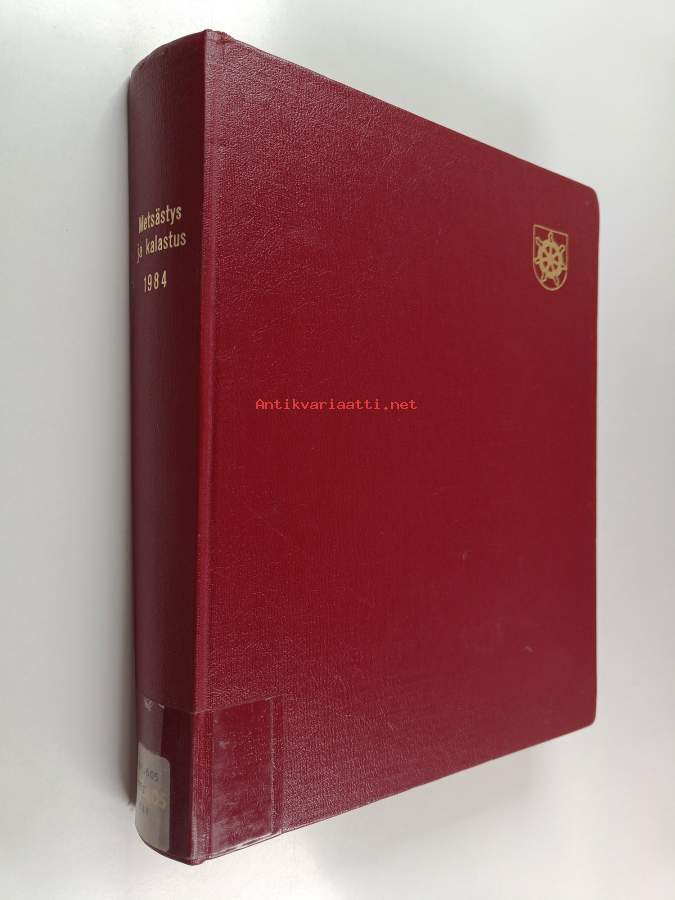 Metsästys
ja kalastus
1984
Antikvariaatti.net